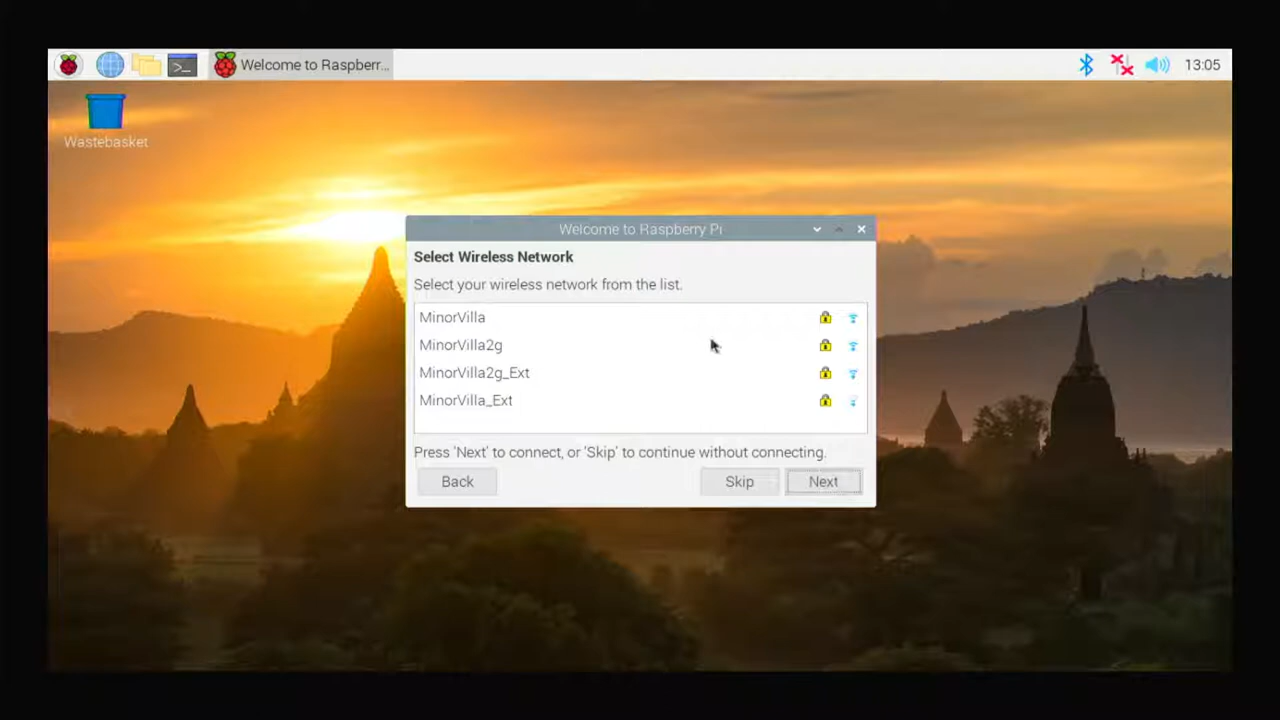 Welcome to Raspberr...
13:05
Wastebasket
Welcome to Raspberry Pi
Select Wireless Network
Select your wireless network from the list.
MinorVilla
MinorVilla2g
MinorVilla2g_Ext
MinorVilla_Ext
Press 'Next' to connect, or 'Skip' to continue without connecting.
Back Skip Next